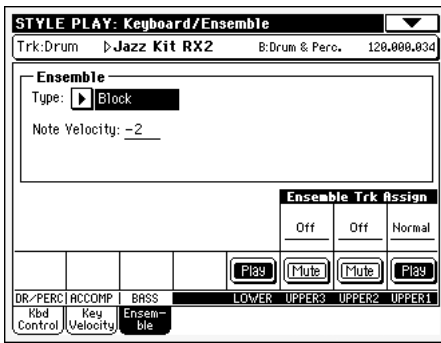 STYLE PLAY: Keyboard/Ensemble
Trk:Drum ▷Jazz Kit RX2 B:Drum & Perc. 120.000.034
Ensemble
Type: Block
Note Velocity: -2
Ensemble Trk Assign
Off Off Normal
Play Mute Mute Play
DR/PERC ACCOMP BASS LOWER UPPER3 UPPER2 UPPER1
Kbd Control Key Velocity Ensem-ble